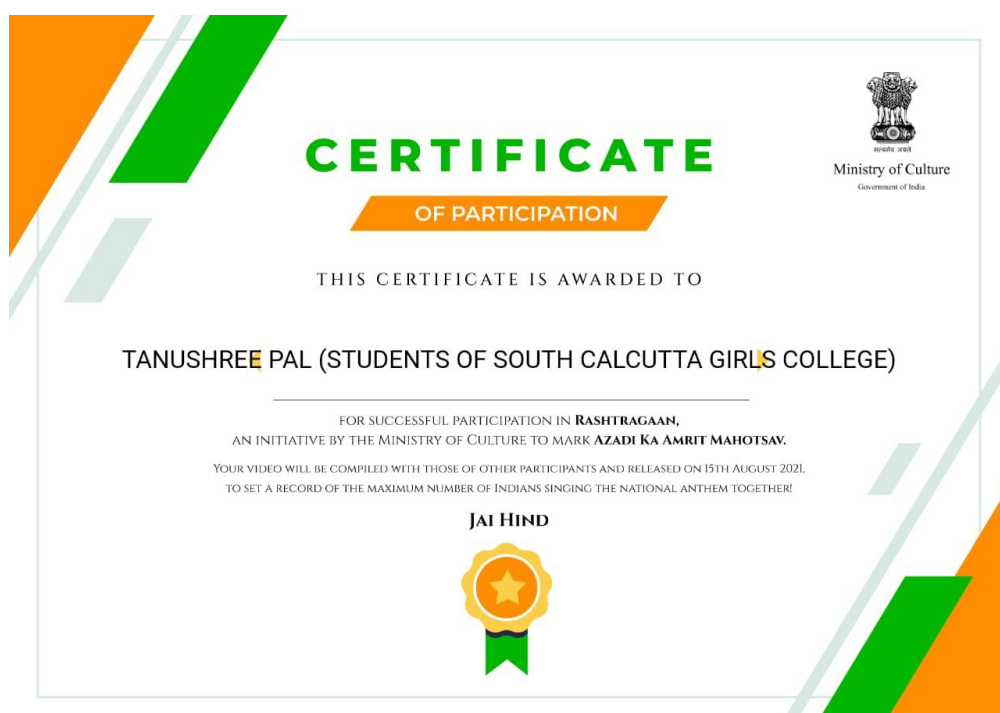 CERTIFICATE
OF PARTICIPATION
सत्यमेव जयते
Ministry of Culture
Government of India
THIS CERTIFICATE IS AWARDED TO
TANUSHREE PAL (STUDENTS OF SOUTH CALCUTTA GIRLS COLLEGE)
FOR SUCCESSFUL PARTICIPATION IN RASHTRAGAAN,
AN INITIATIVE BY THE MINISTRY OF CULTURE TO MARK AZADI KA AMRIT MAHOTSAV.
YOUR VIDEO WILL BE COMPILED WITH THOSE OF OTHER PARTICIPANTS AND RELEASED ON 15TH AUGUST 2021,
TO SET A RECORD OF THE MAXIMUM NUMBER OF INDIANS SINGING THE NATIONAL ANTHEM TOGETHER!
JAI HIND